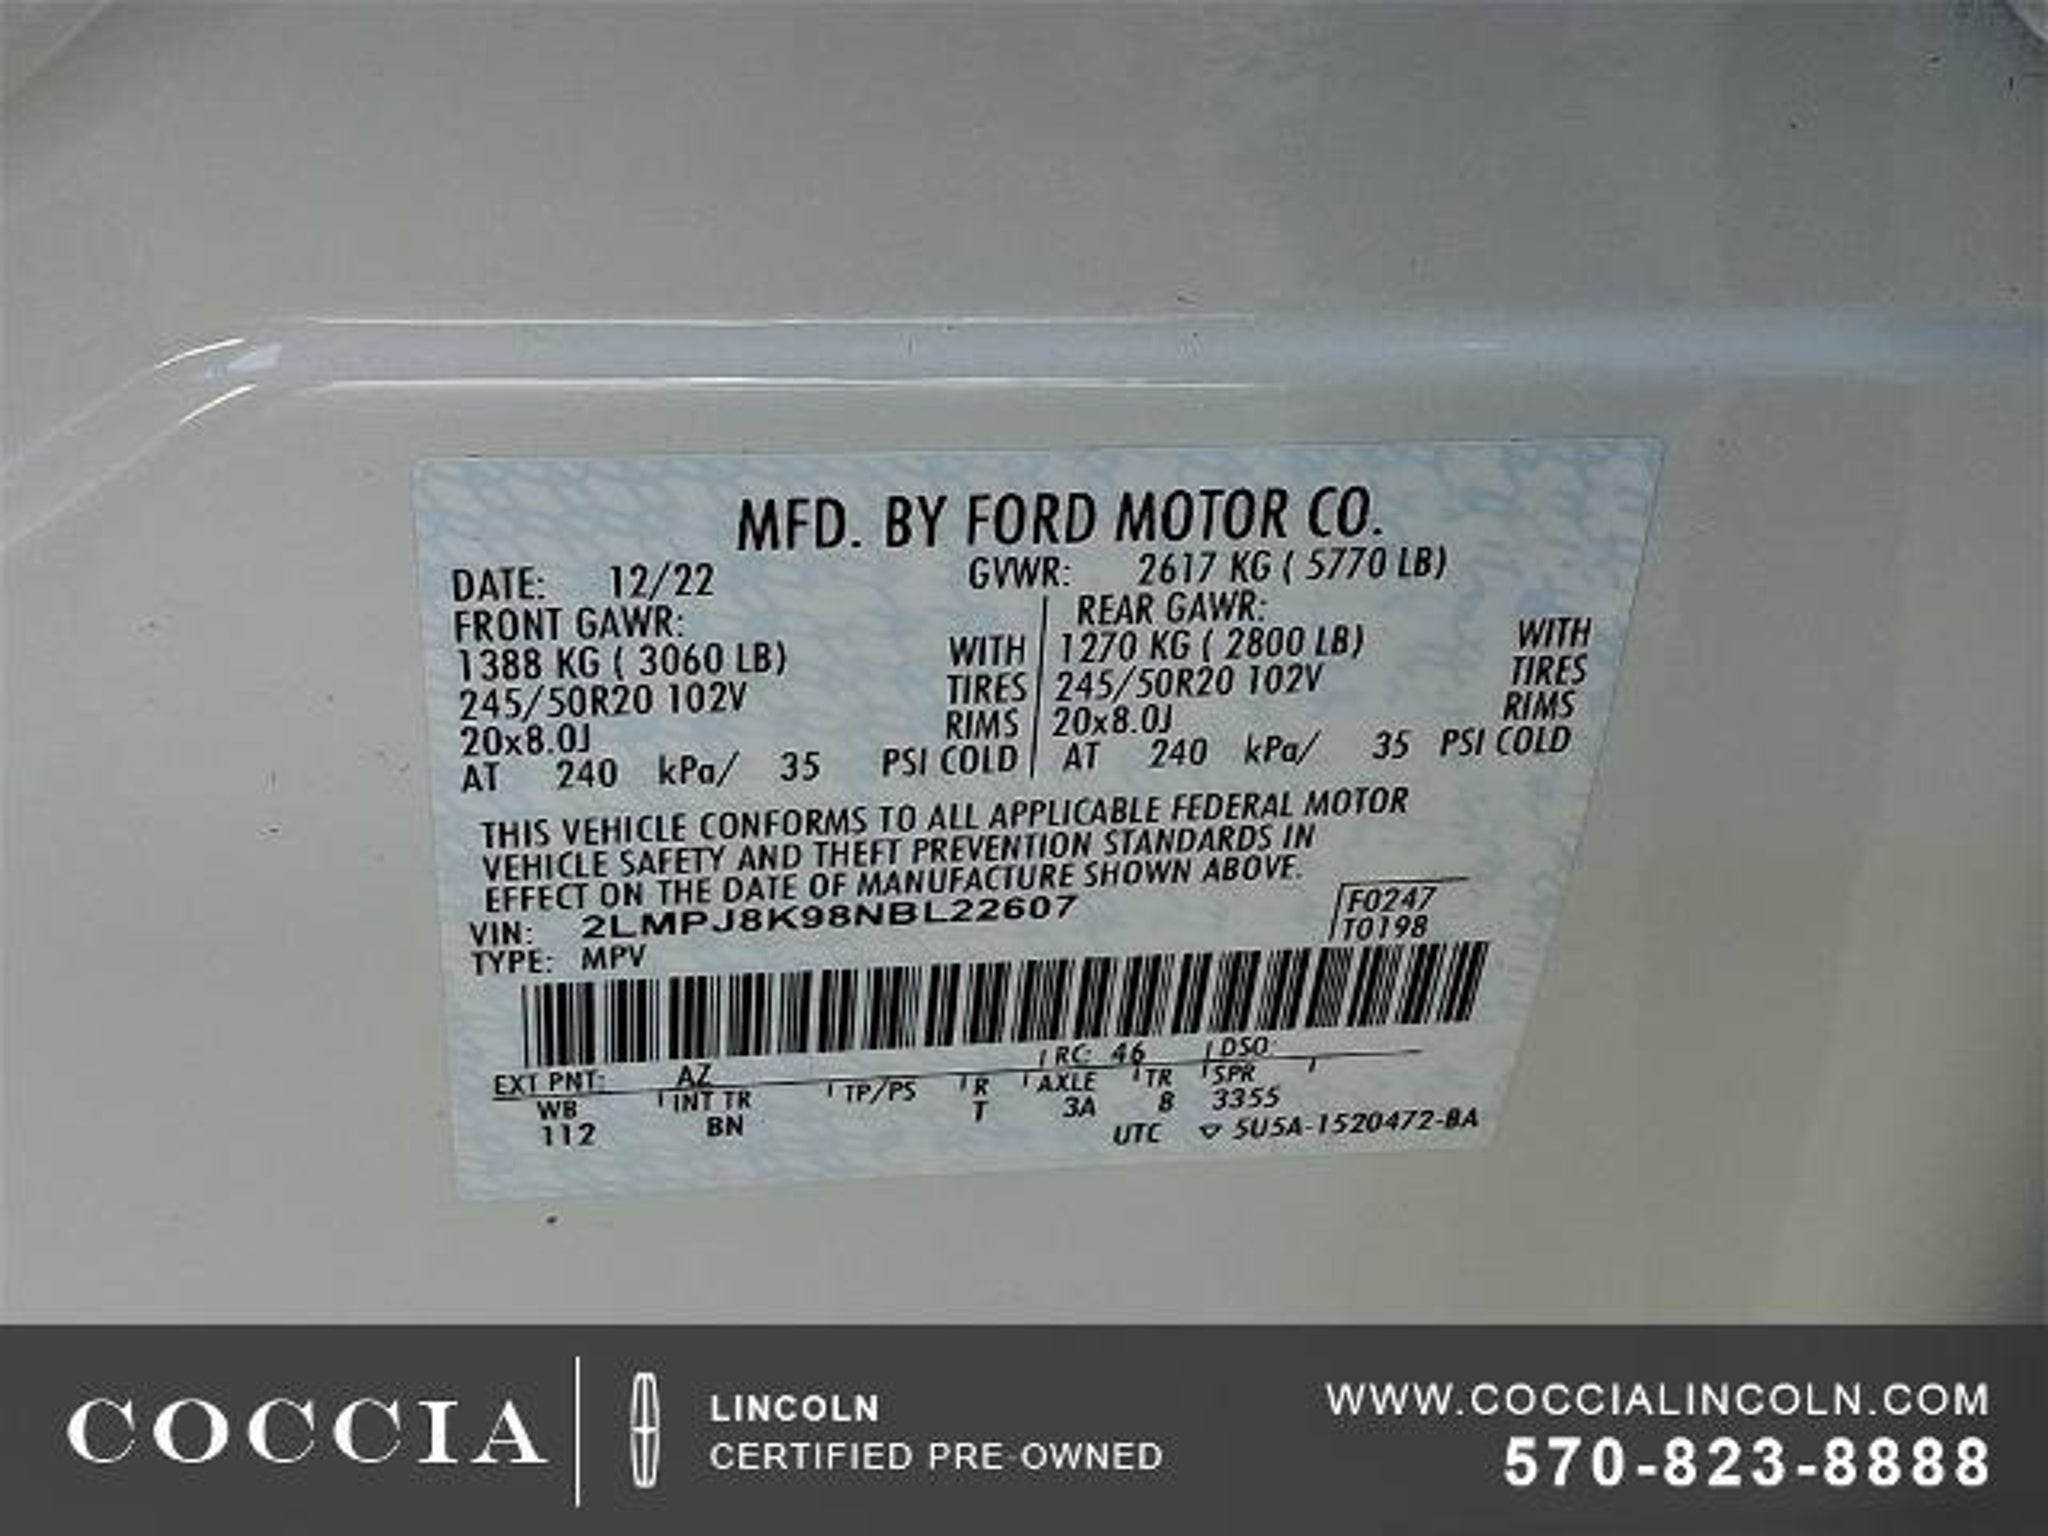 MFD. BY FORD MOTOR CO.
DATE: 12/22 GVWR: 2617 KG ( 5770 LB)
FRONT GAWR: REAR GAWR:
1388 KG ( 3060 LB) WITH 1270 KG ( 2800 LB) WITH
245/50R20 102V TIRES 245/50R20 102V TIRES
20x8.0J RIMS 20x8.0J RIMS
AT 240 kPa/ 35 PSI COLD AT 240 kPa/ 35 PSI COLD
THIS VEHICLE CONFORMS TO ALL APPLICABLE FEDERAL MOTOR
VEHICLE SAFETY AND THEFT PREVENTION STANDARDS IN
EFFECT ON THE DATE OF MANUFACTURE SHOWN ABOVE.
VIN: 2LMPJ8K98NBL22607 F0247
TYPE: MPV T0198
EXT PNT: AZ RC: 46 DSO:
WB INT TR TP/PS R AXLE TR SPR
112 BN T 3A B 3355
UTC 5U5A-1520472-BA
COCCIA
LINCOLN
CERTIFIED PRE-OWNED
WWW.COCCIALINCOLN.COM
570-823-8888